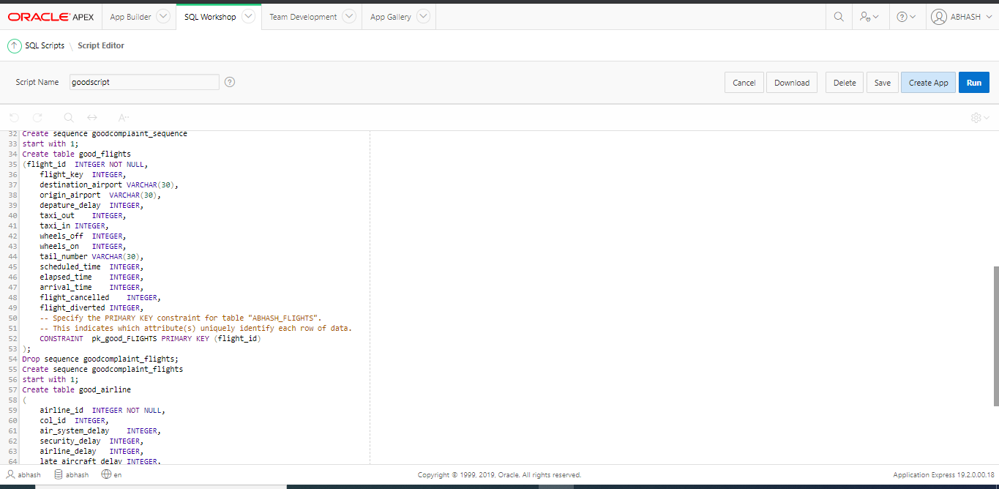 ORACLE APEX App Builder SQL Workshop Team Development App Gallery ABHASH
SQL Scripts \ Script Editor
Script Name goodscript ? Cancel Download Delete Save Create App Run
32 Create sequence goodcomplaint_sequence
33 start with 1;
34 Create table good_flights
35 (flight_id INTEGER NOT NULL,
36 flight_key INTEGER,
37 destination_airport VARCHAR(30),
38 origin_airport VARCHAR(30),
39 depature_delay INTEGER,
40 taxi_out INTEGER,
41 taxi_in INTEGER,
42 wheels_off INTEGER,
43 wheels_on INTEGER,
44 tail_number VARCHAR(30),
45 scheduled_time INTEGER,
46 elapsed_time INTEGER,
47 arrival_time INTEGER,
48 flight_cancelled INTEGER,
49 flight_diverted INTEGER,
50 -- Specify the PRIMARY KEY constraint for table "ABHASH_FLIGHTS".
51 -- This indicates which attribute(s) uniquely identify each row of data.
52 CONSTRAINT pk_good_FLIGHTS PRIMARY KEY (flight_id)
53 );
54 Drop sequence goodcomplaint_flights;
55 Create sequence goodcomplaint_flights
56 start with 1;
57 Create table good_airline
58 (
59 airline_id INTEGER NOT NULL,
60 col_id INTEGER,
61 air_system_delay INTEGER,
62 security_delay INTEGER,
63 airline_delay INTEGER,
64 late_aircraft_delay INTEGER,
abhash abhash en Copyright © 1999, 2019, Oracle. All rights reserved. Application Express 19.2.0.00.18